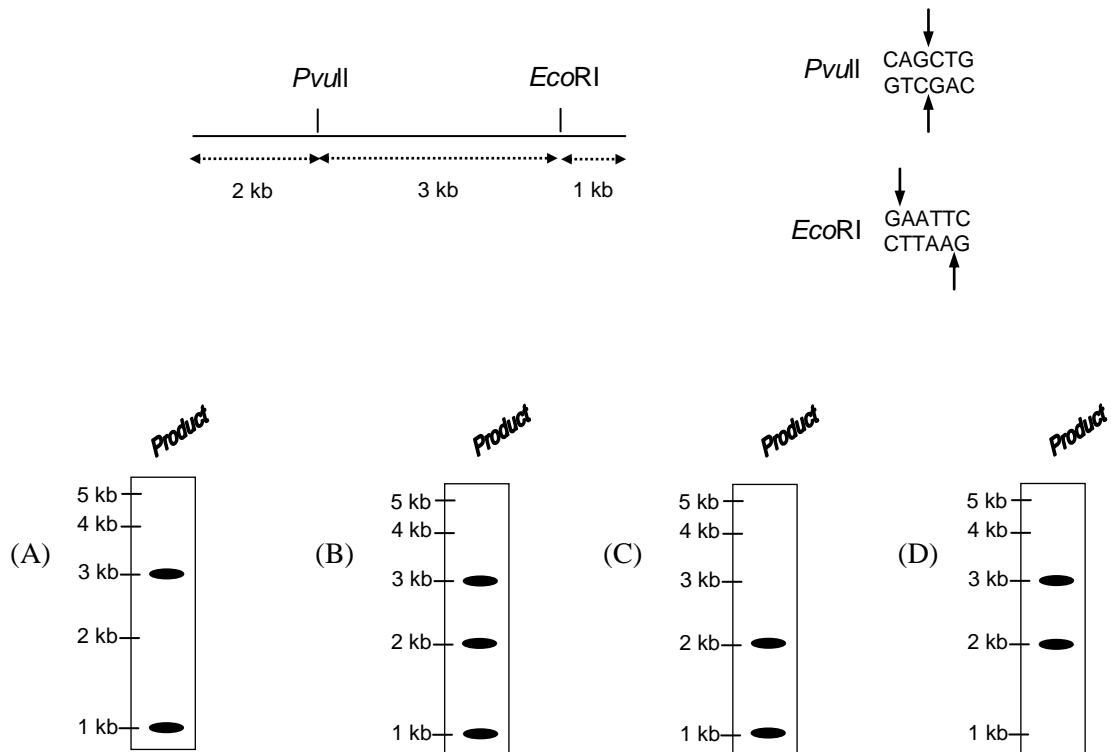 PvuII EcoRI
2 kb 3 kb 1 kb
PvuII CAGCTG
GTCGAC
EcoRI GAATTC
CTTAAG
Product Product Product Product
(A) (B) (C) (D)
5 kb
4 kb
3 kb
2 kb
1 kb
5 kb
4 kb
3 kb
2 kb
1 kb
5 kb
4 kb
3 kb
2 kb
1 kb
5 kb
4 kb
3 kb
2 kb
1 kb